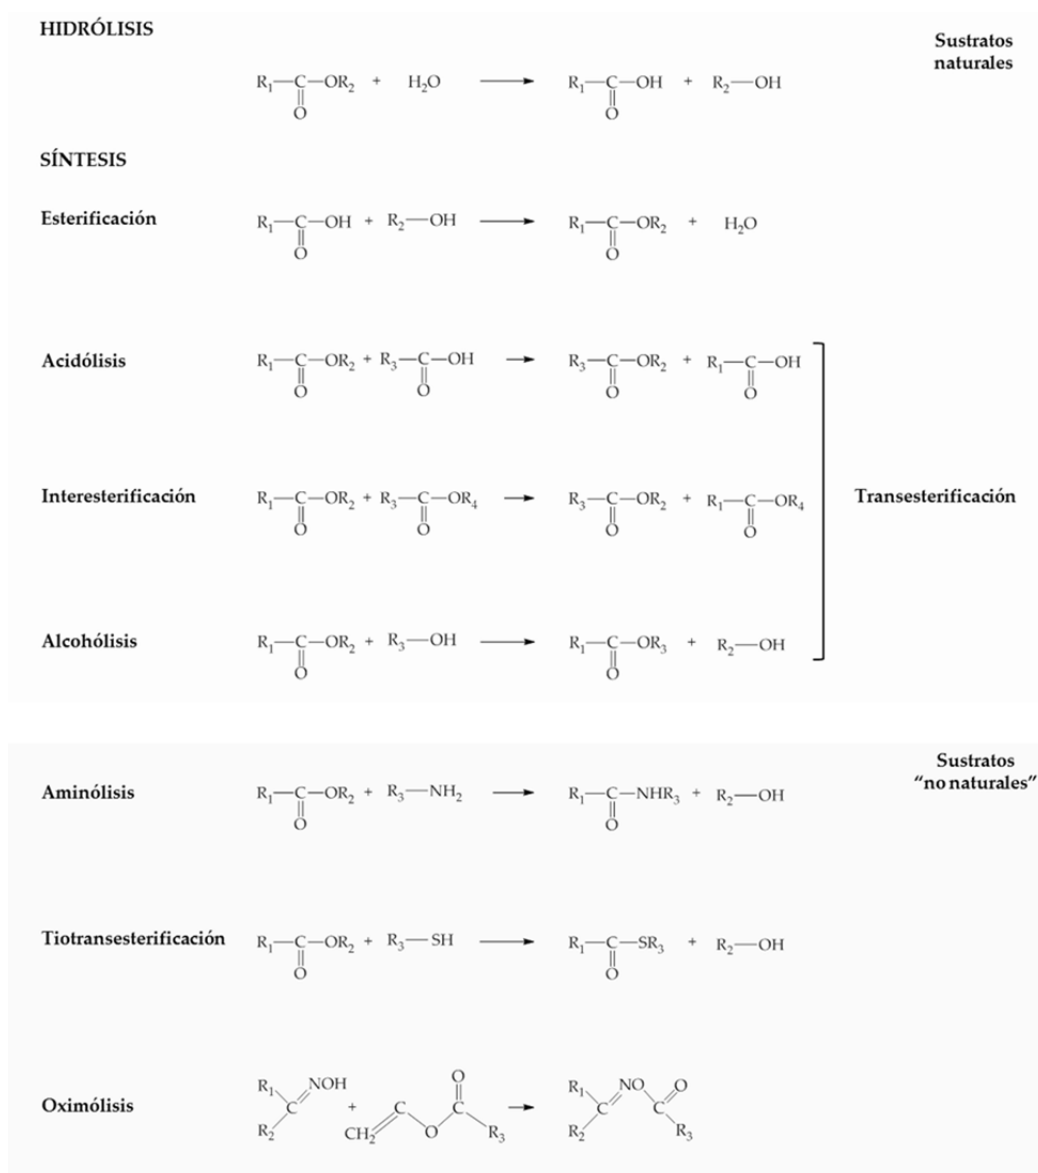 HIDRÓLISIS
Sustratos
naturales
R₁—C—OR₂ + H₂O → R₁—C—OH + R₂—OH
O O
SÍNTESIS
Esterificación R₁—C—OH + R₂—OH → R₁—C—OR₂ + H₂O
O O
Acidólisis R₁—C—OR₂ + R₃—C—OH → R₃—C—OR₂ + R₁—C—OH
O O O O
Interesterificación R₁—C—OR₂ + R₃—C—OR₄ → R₃—C—OR₂ + R₁—C—OR₄ Transesterificación
O O O O
Alcohólisis R₁—C—OR₂ + R₃—OH → R₁—C—OR₃ + R₂—OH
O O
Sustratos
“no naturales”
Aminólisis R₁—C—OR₂ + R₃—NH₂ → R₁—C—NHR₃ + R₂—OH
O O
Tiotransesterificación R₁—C—OR₂ + R₃—SH → R₁—C—SR₃ + R₂—OH
O O
O
R₁ NOH C C R₁ NO O
Oximólisis C + → C C
R₂ CH₂ O R₃ R₂ R₃